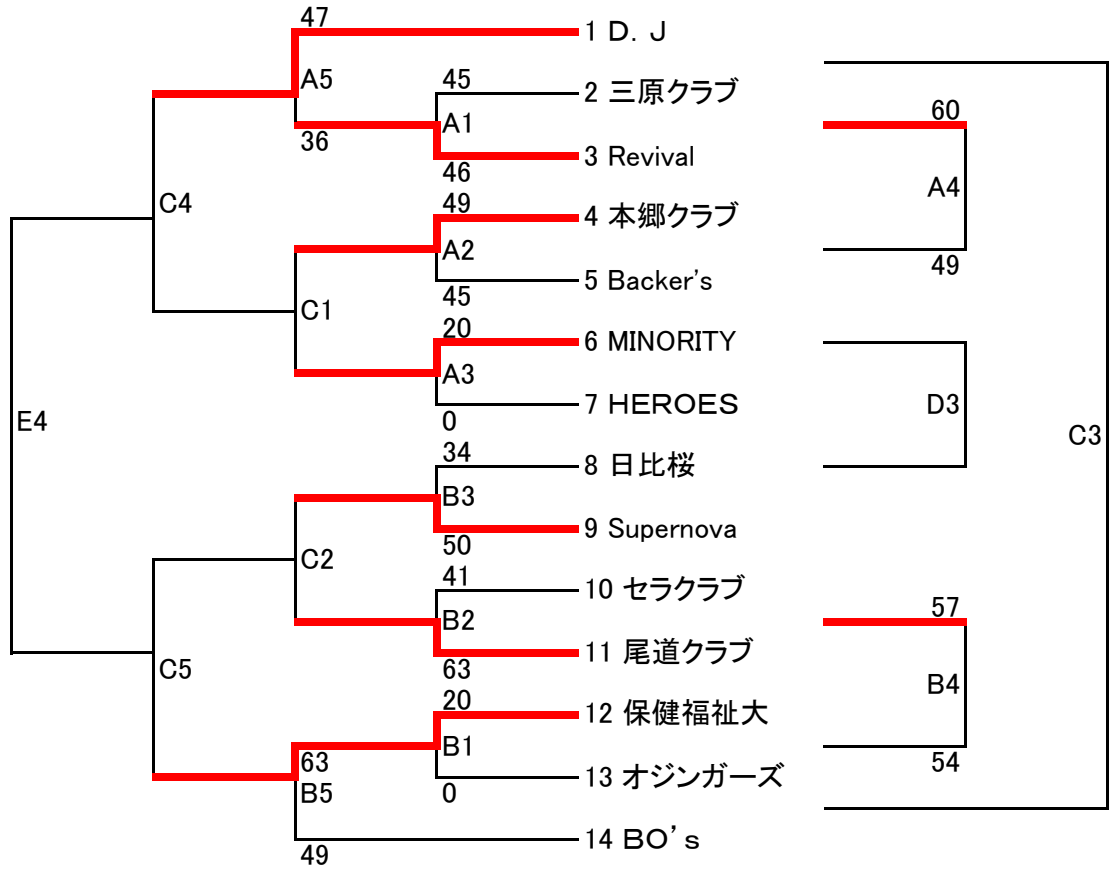 47
1 D．J
A5
45
2 三原クラブ
60
A1
36
3 Revival
46
A4
49
C4
4 本郷クラブ
A2
49
5 Backer's
45
C1
20
6 MINORITY
A3
7 HEROES
D3
0
E4
C3
34
8 日比桜
B3
9 Supernova
50
C2
41
10 セラクラブ
57
B2
11 尾道クラブ
63
C5
20
B4
12 保健福祉大
B1
63
54
13 オジンガーズ
B5
0
14 BO’s
49